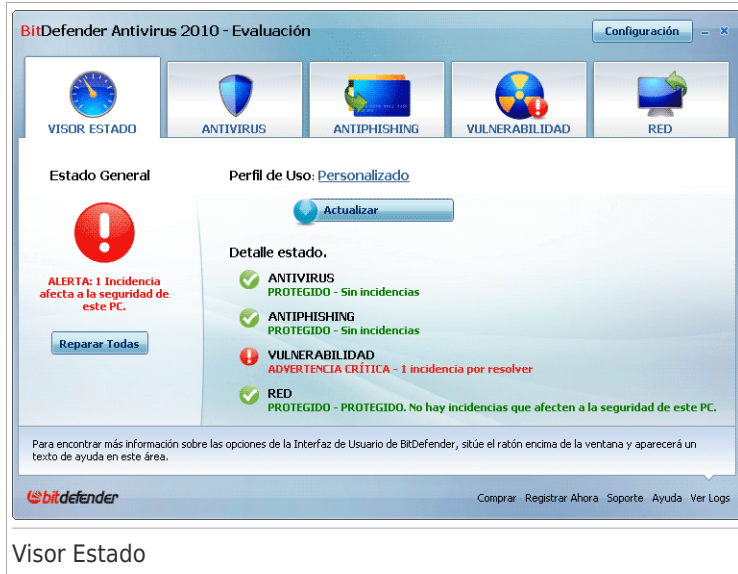 BitDefender Antivirus 2010 - Evaluación
Configuración
VISOR ESTADO
ANTIVIRUS
ANTIPHISHING
VULNERABILIDAD
RED
Estado General
ALERTA: 1 Incidencia
afecta a la seguridad de
este PC.
Reparar Todas
Perfil de Uso: Personalizado
Actualizar
Detalle estado.
ANTIVIRUS
PROTEGIDO - Sin incidencias
ANTIPHISHING
PROTEGIDO - Sin incidencias
VULNERABILIDAD
ADVERTENCIA CRÍTICA - 1 incidencia por resolver
RED
PROTEGIDO - PROTEGIDO. No hay incidencias que afecten a la seguridad de este PC.
Para encontrar más información sobre las opciones de la Interfaz de Usuario de BitDefender, sitúe el ratón encima de la ventana y aparecerá un
texto de ayuda en este área.
bitdefender
Comprar Registrar Ahora Soporte Ayuda Ver Logs
Visor Estado